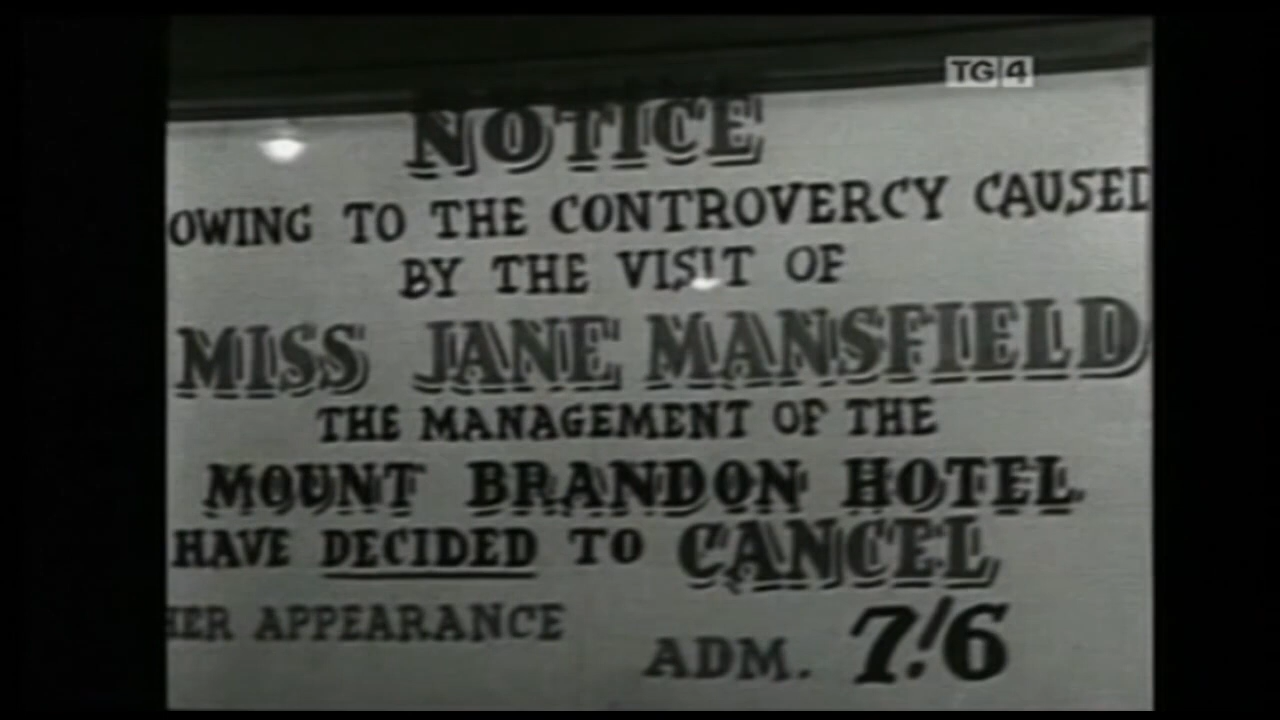 TG4
NOTICE
OWING TO THE CONTROVERCY CAUSED
BY THE VISIT OF
MISS JANE MANSFIELD
THE MANAGEMENT OF THE
MOUNT BRANDON HOTEL
HAVE DECIDED TO CANCEL
HER APPEARANCE
ADM. 7/6